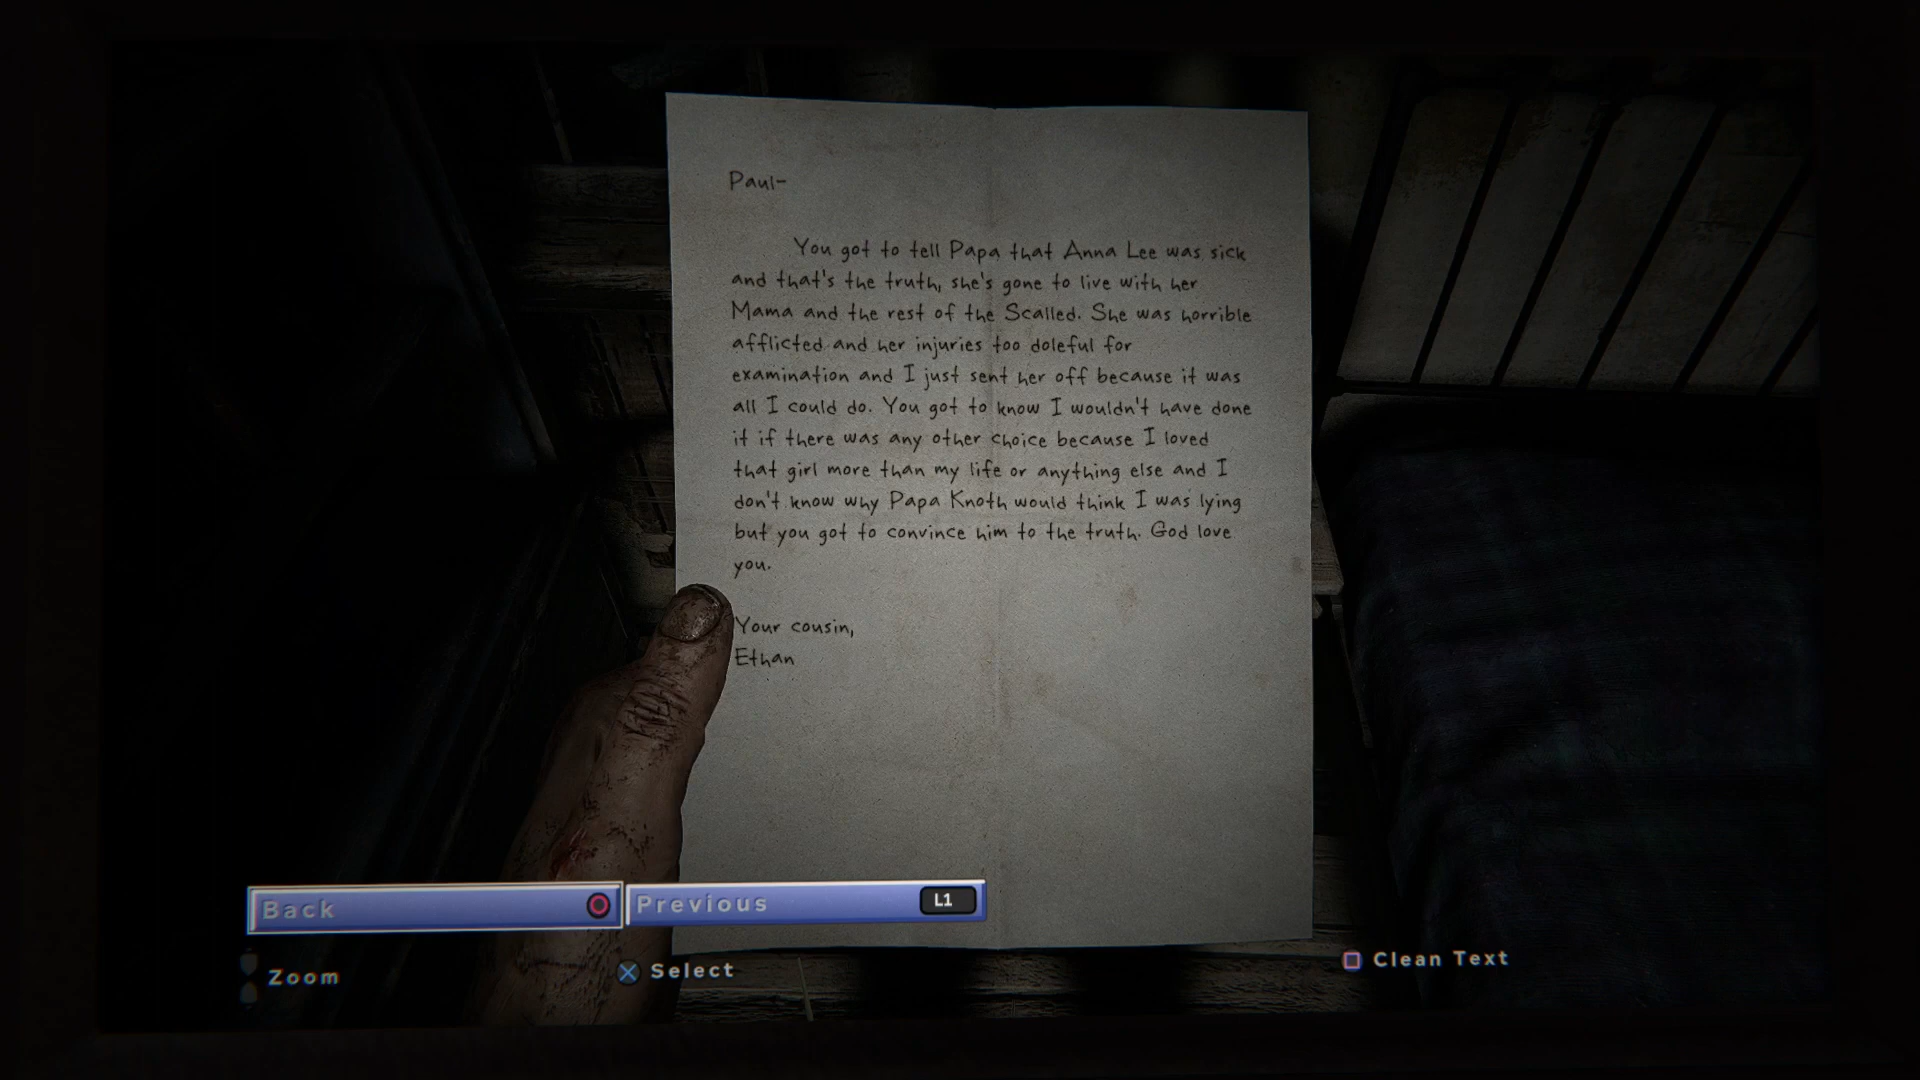 Paul-
You got to tell Papa that Anna Lee was sick
and that's the truth, she's gone to live with her
Mama and the rest of the Scalled. She was horrible
afflicted and her injuries too doleful for
examination and I just sent her off because it was
all I could do. You got to know I wouldn't have done
it if there was any other choice because I loved
that girl more than my life or anything else and I
don't know why Papa Knoth would think I was lying
but you got to convince him to the truth. God love
you.
Your cousin,
Ethan
Back
Previous L1
Zoom
Select
Clean Text